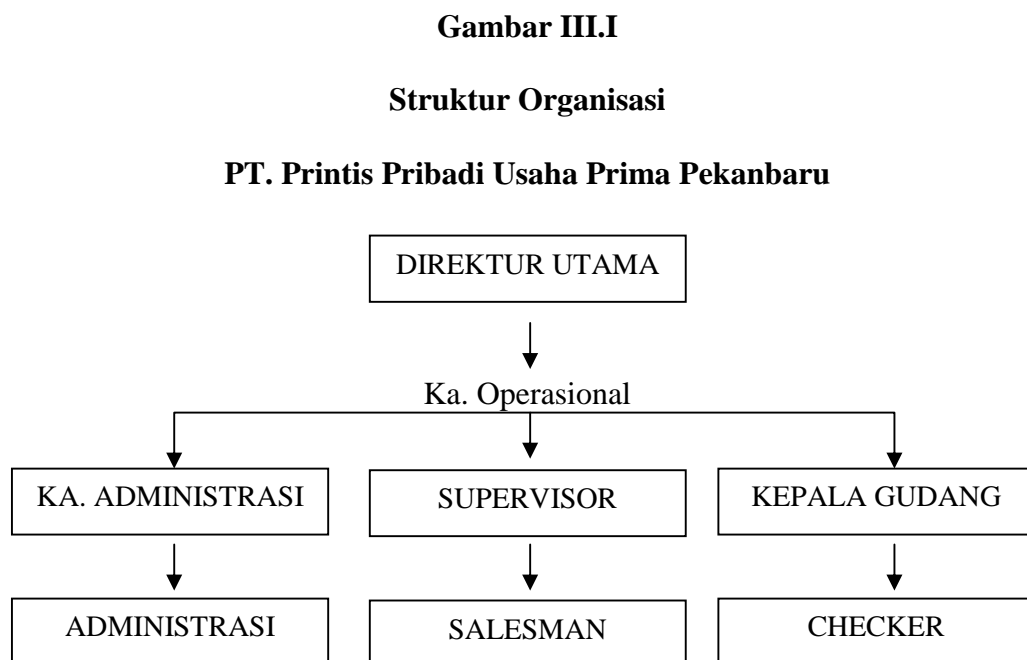 Gambar III.I
Struktur Organisasi
PT. Printis Pribadi Usaha Prima Pekanbaru
DIREKTUR UTAMA
Ka. Operasional
KA. ADMINISTRASI
SUPERVISOR
KEPALA GUDANG
ADMINISTRASI
SALESMAN
CHECKER